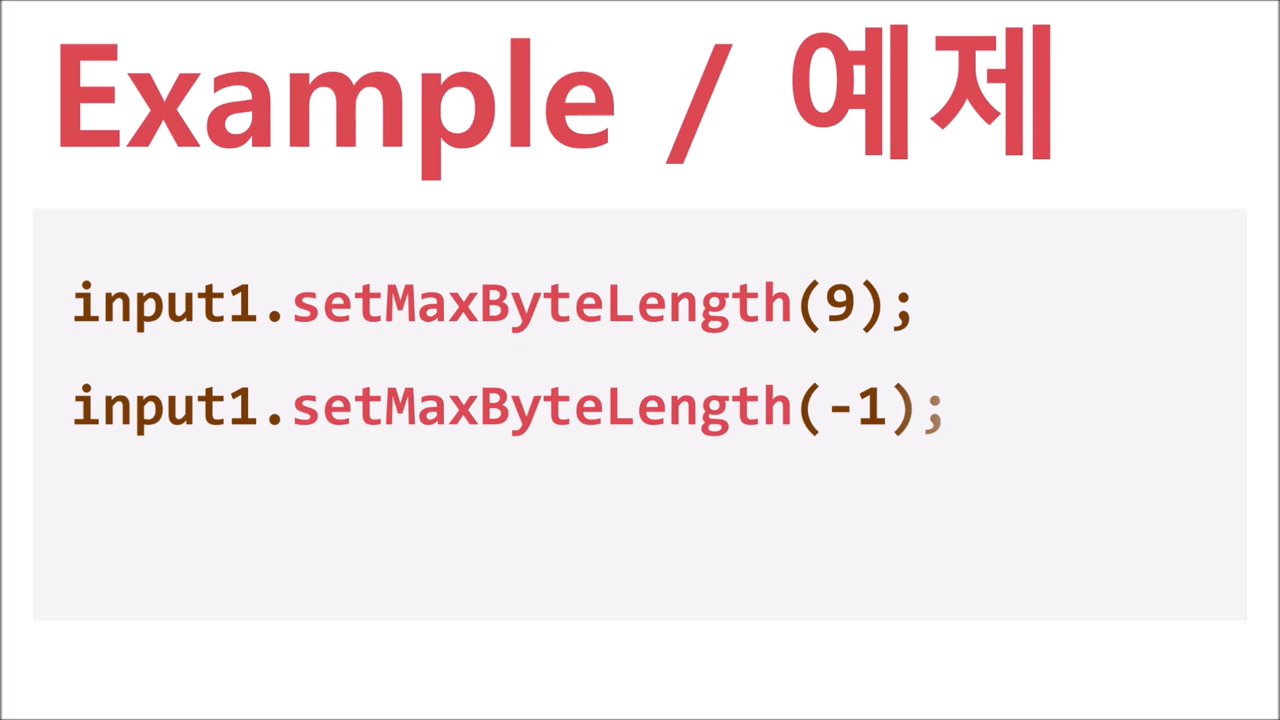 Example / 예제
input1.setMaxByteLength(9);
input1.setMaxByteLength(-1);